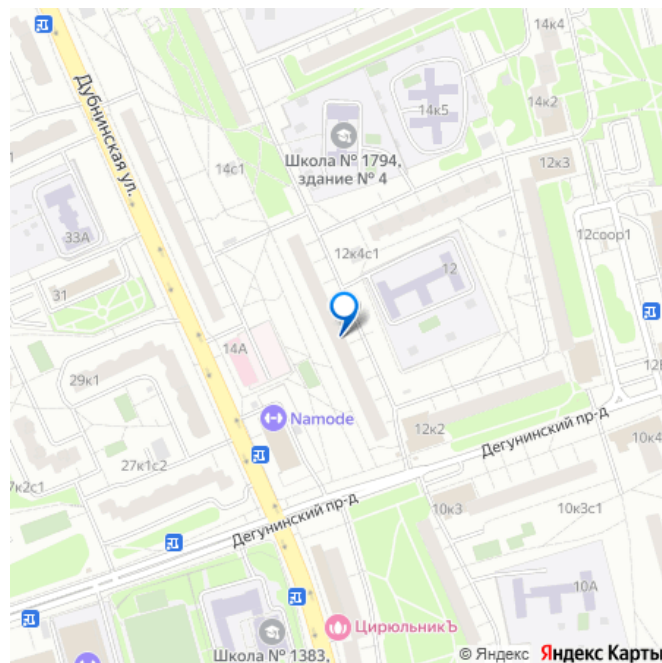 14к4
Дубнинская ул.
14к5
14к2
Школа № 1794,
здание № 4
14с1
12к3
33А
12к4с1
12соор1
12
31
14А
29к1
Namode
12к2
Дегунинский пр-д
10к4
27к1с2
7к2с1
Дегунинский пр-д
10к3
10к3с1
10А
ЦирюльникЪ
Школа № 1383,
© Яндекс Яндекс Карты